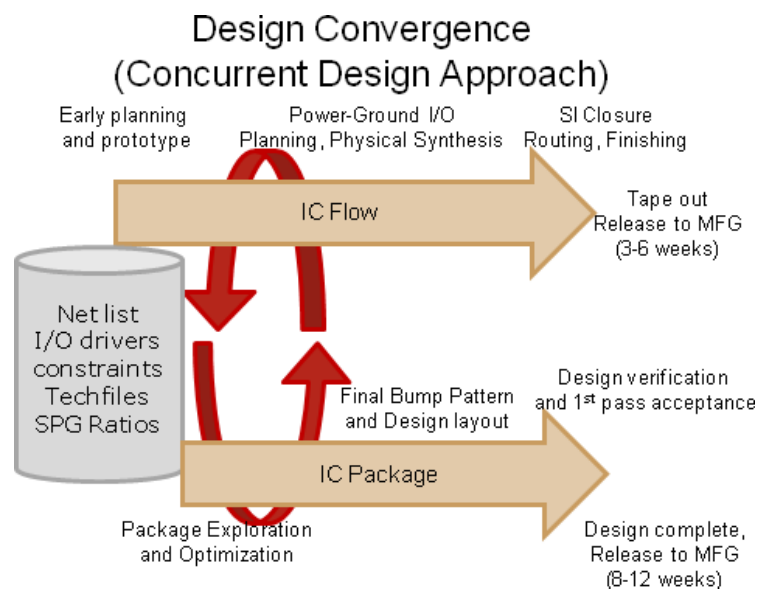 Design Convergence
(Concurrent Design Approach)
Early planning
and prototype
Power-Ground I/O
Planning, Physical Synthesis
SI Closure
Routing, Finishing
IC Flow
Tape out
Release to MFG
(3-6 weeks)
Net list
I/O drivers
constraints
Techfiles
SPG Ratios
Final Bump Pattern
and Design layout
Design verification
and 1st pass acceptance
IC Package
Package Exploration
and Optimization
Design complete,
Release to MFG
(8-12 weeks)